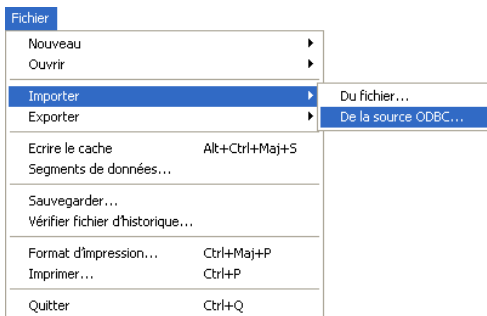 Fichier
Nouveau
Ouvrir
Importer
Du fichier...
De la source ODBC...
Exporter
Ecrire le cache Alt+Ctrl+Maj+S
Segments de données...
Sauvegarder...
Vérifier fichier d'historique...
Format d'impression... Ctrl+Maj+P
Imprimer... Ctrl+P
Quitter Ctrl+Q